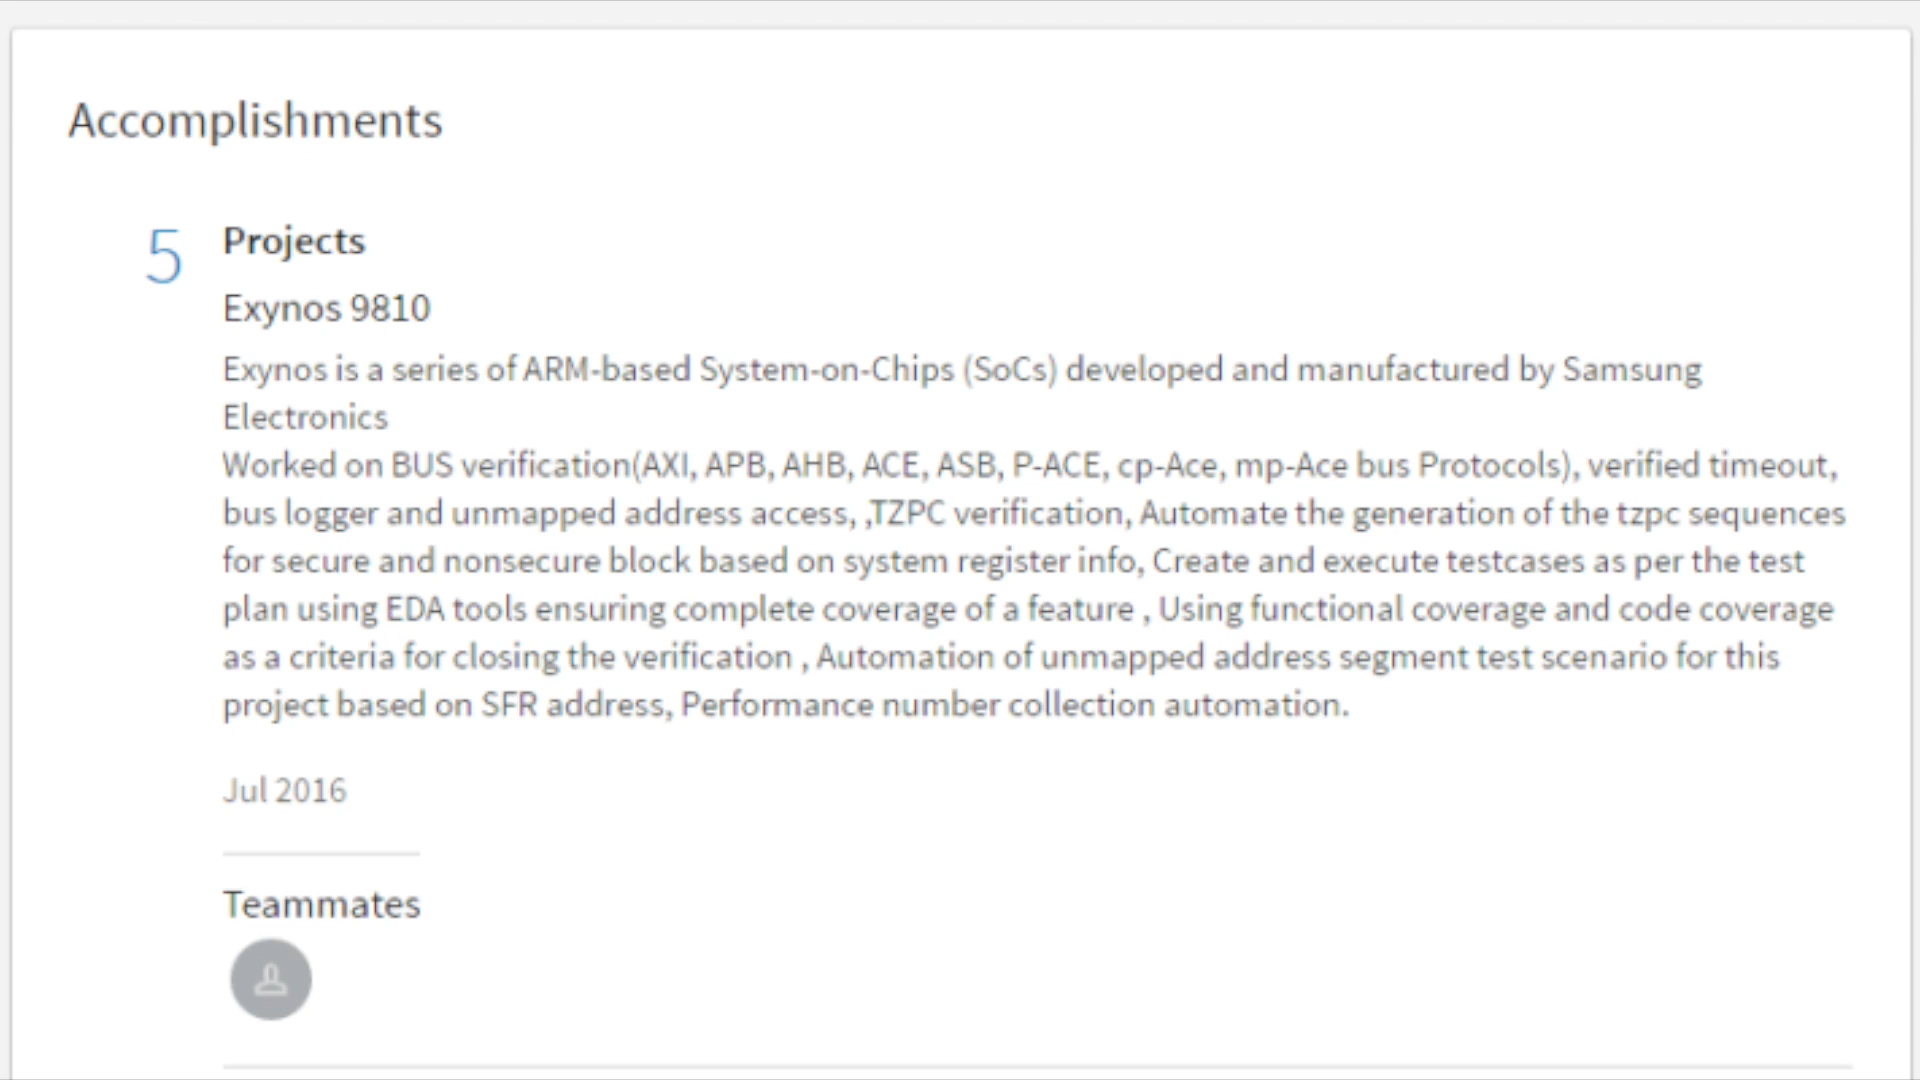 Accomplishments
5
Projects
Exynos 9810
Exynos is a series of ARM-based System-on-Chips (SoCs) developed and manufactured by Samsung
Electronics
Worked on BUS verification(AXI, APB, AHB, ACE, ASB, P-ACE, cp-Ace, mp-Ace bus Protocols), verified timeout,
bus logger and unmapped address access, ,TZPC verification, Automate the generation of the tzpc sequences
for secure and nonsecure block based on system register info, Create and execute testcases as per the test
plan using EDA tools ensuring complete coverage of a feature , Using functional coverage and code coverage
as a criteria for closing the verification , Automation of unmapped address segment test scenario for this
project based on SFR address, Performance number collection automation.
Jul 2016
Teammates